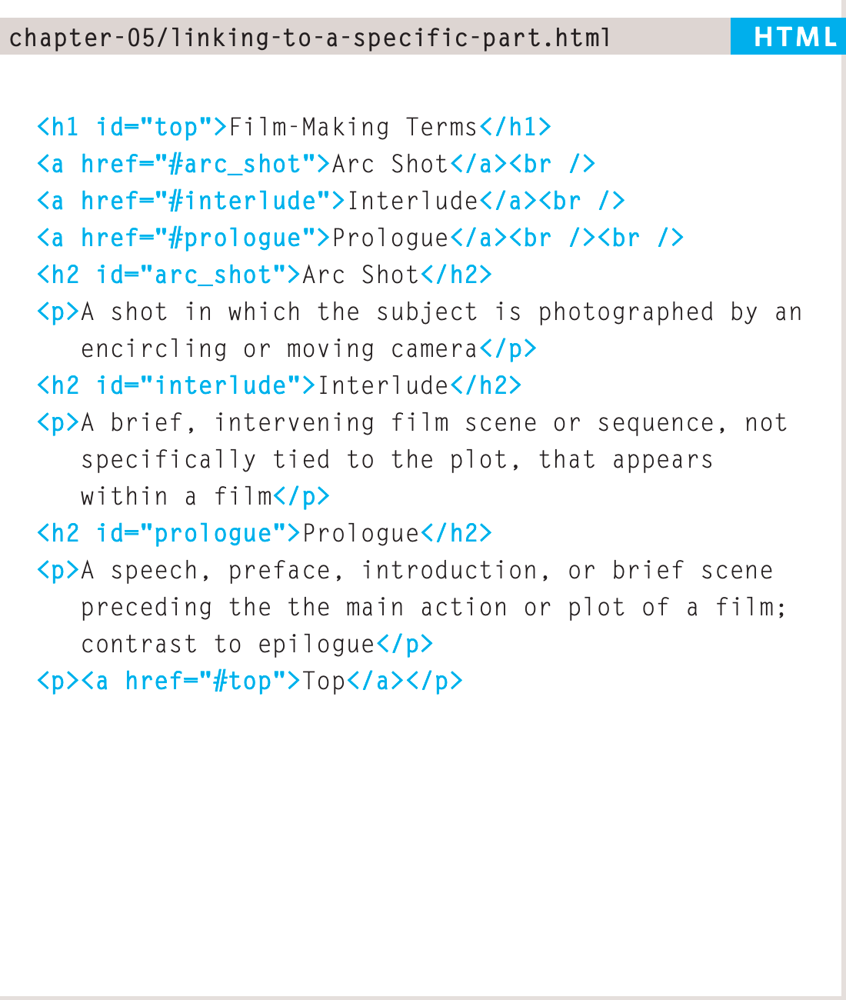 chapter-05/linking-to-a-specific-part.html HTML
<h1 id="top">Film-Making Terms</h1>
<a href="#arc_shot">Arc Shot</a><br />
<a href="#interlude">Interlude</a><br />
<a href="#prologue">Prologue</a><br /><br />
<h2 id="arc_shot">Arc Shot</h2>
<p>A shot in which the subject is photographed by an
encircling or moving camera</p>
<h2 id="interlude">Interlude</h2>
<p>A brief, intervening film scene or sequence, not
specifically tied to the plot, that appears
within a film</p>
<h2 id="prologue">Prologue</h2>
<p>A speech, preface, introduction, or brief scene
preceding the the main action or plot of a film;
contrast to epilogue</p>
<p><a href="#top">Top</a></p>